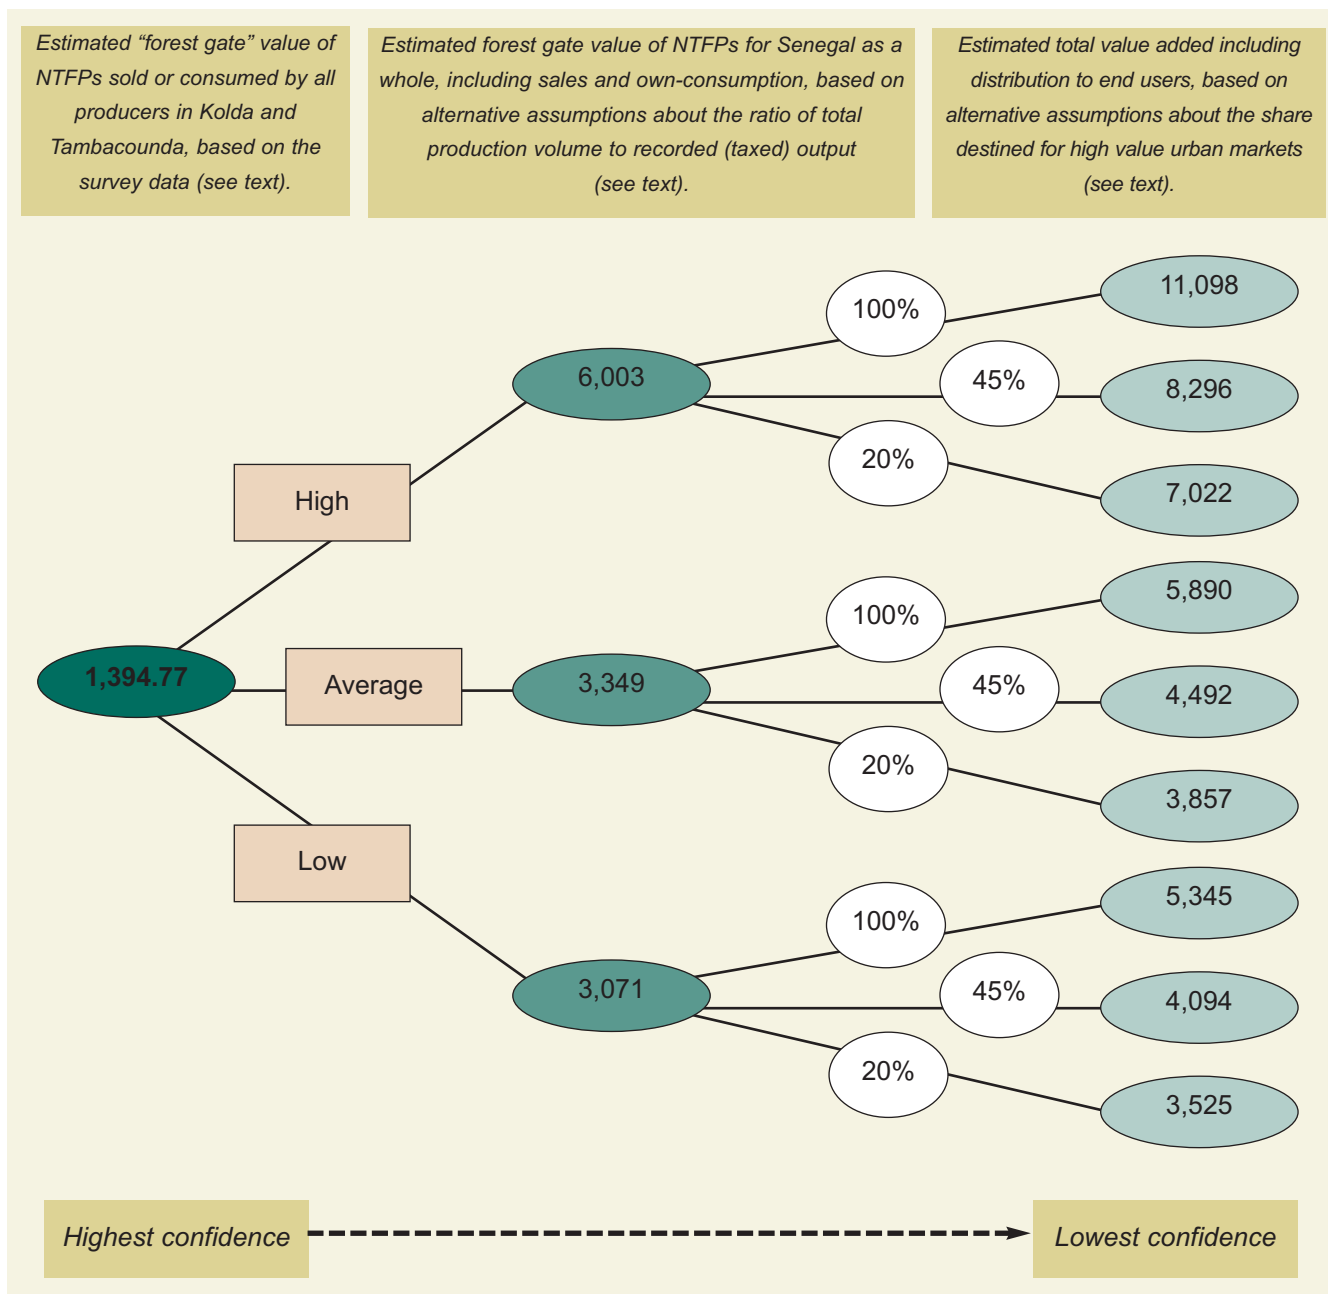 Estimated “forest gate” value of
NTFPs sold or consumed by all
producers in Kolda and
Tambacounda, based on the
survey data (see text).
Estimated forest gate value of NTFPs for Senegal as a
whole, including sales and own-consumption, based on
alternative assumptions about the ratio of total
production volume to recorded (taxed) output
(see text).
Estimated total value added including
distribution to end users, based on
alternative assumptions about the share
destined for high value urban markets
(see text).
1,394.77
High
6,003
100%
11,098
45%
8,296
20%
7,022
Average
3,349
100%
5,890
45%
4,492
20%
3,857
Low
3,071
100%
5,345
45%
4,094
20%
3,525
Highest confidence
Lowest confidence